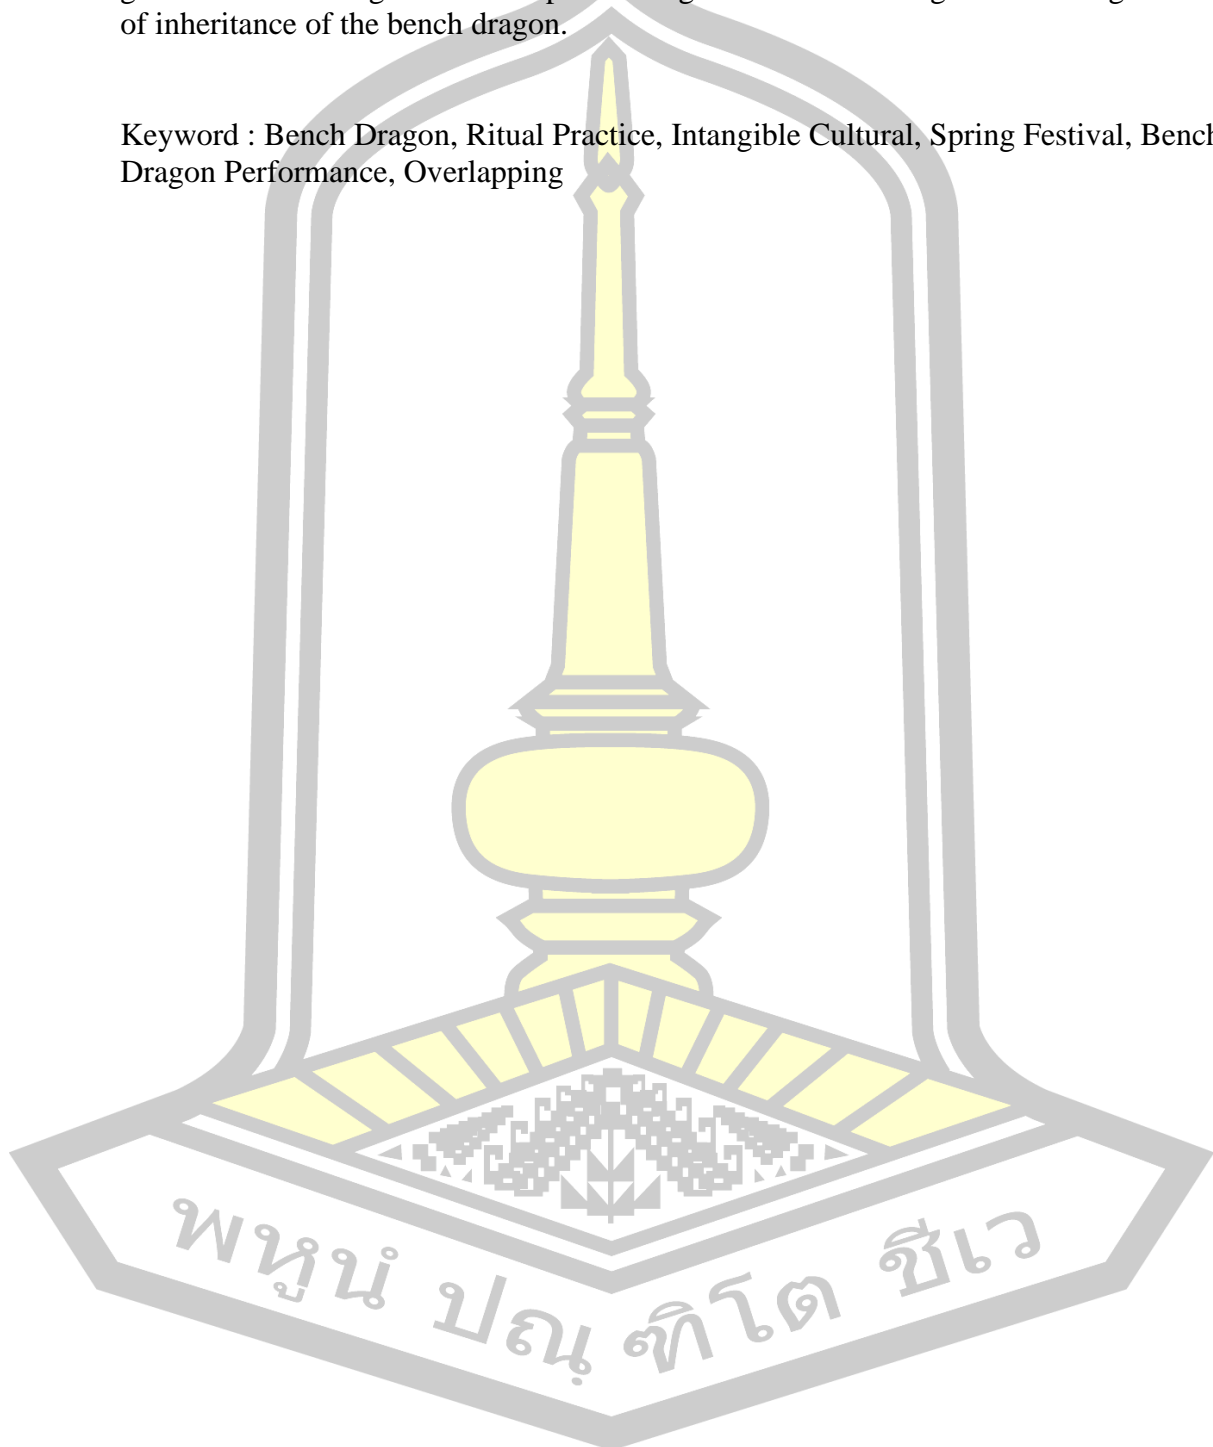 of inheritance of the bench dragon.
Keyword : Bench Dragon, Ritual Practice, Intangible Cultural, Spring Festival, Bench
Dragon Performance, Overlapping
พหูนํ ปณฺฑิโต ชีเว